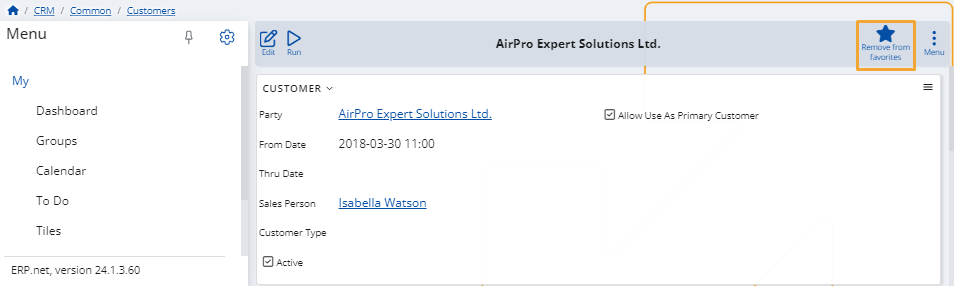 / CRM / Common / Customers
Menu
My
Dashboard
Groups
Calendar
To Do
Tiles
ERP.net, version 24.1.3.60
Edit
Run
AirPro Expert Solutions Ltd.
Remove from
favorites
Menu
CUSTOMER
Party
AirPro Expert Solutions Ltd.
Allow Use As Primary Customer
From Date
2018-03-30 11:00
Thru Date
Sales Person
Isabella Watson
Customer Type
Active